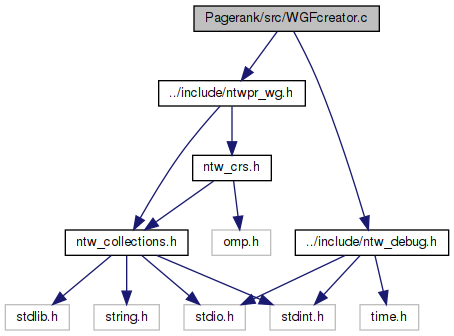 Pagerank/src/WGFcreator.c
../include/ntwpr_wg.h
ntw_crs.h
ntw_collections.h
omp.h
../include/ntw_debug.h
stdlib.h
string.h
stdio.h
stdint.h
time.h